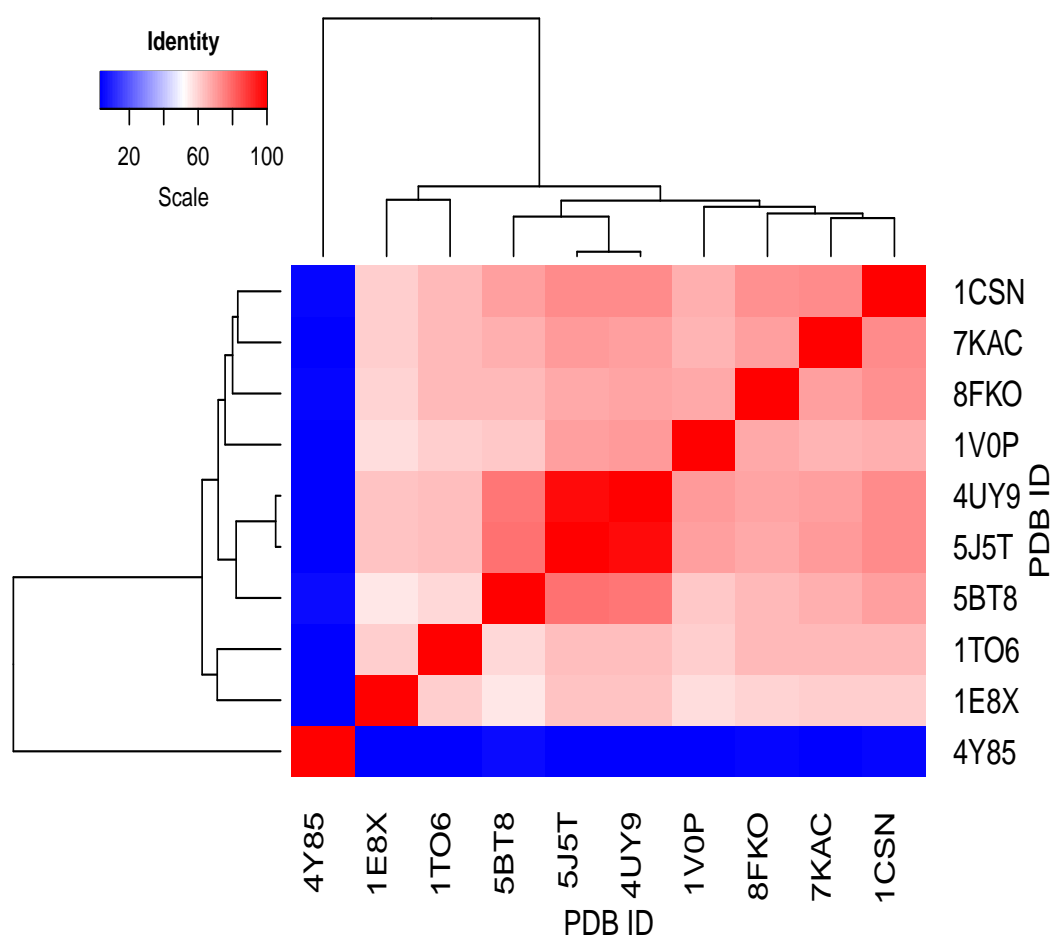 Identity
20 60 100
Scale
1CSN
7KAC
8FKO
1V0P
4UY9
5J5T
5BT8
1TO6
1E8X
4Y85
PDB ID
4Y85 1E8X 1TO6 5BT8 5J5T 4UY9 1V0P 8FKO 7KAC 1CSN
PDB ID